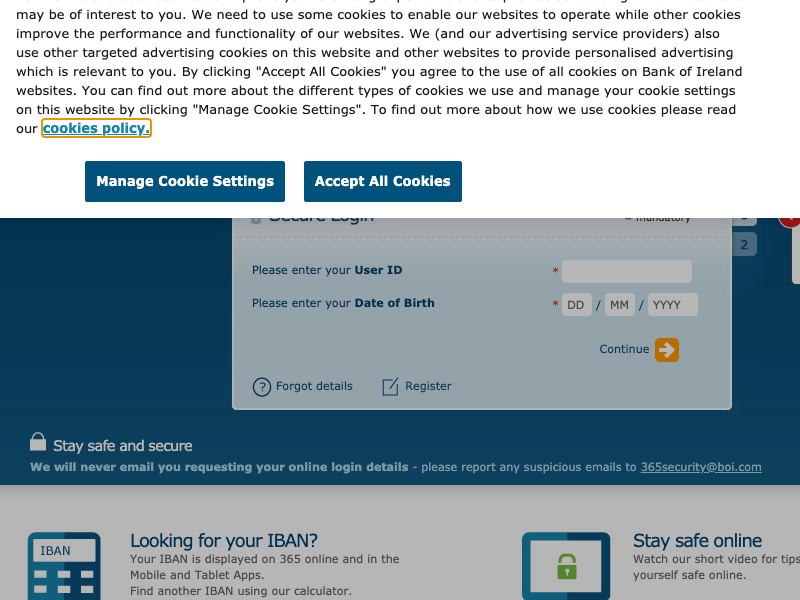 may be of interest to you. We need to use some cookies to enable our websites to operate while other cookies
improve the performance and functionality of our websites. We (and our advertising service providers) also
use other targeted advertising cookies on this website and other websites to provide personalised advertising
which is relevant to you. By clicking "Accept All Cookies" you agree to the use of all cookies on Bank of Ireland
websites. You can find out more about the different types of cookies we use and manage your cookie settings
on this website by clicking "Manage Cookie Settings". To find out more about how we use cookies please read
our cookies policy.
Manage Cookie Settings Accept All Cookies
Secure Login
mandatory
2
Please enter your User ID *
Please enter your Date of Birth * DD / MM / YYYY
Continue
? Forgot details Register
Stay safe and secure
We will never email you requesting your online login details - please report any suspicious emails to 365security@boi.com
IBAN
Looking for your IBAN?
Your IBAN is displayed on 365 online and in the
Mobile and Tablet Apps.
Find another IBAN using our calculator.
Stay safe online
Watch our short video for tips
yourself safe online.